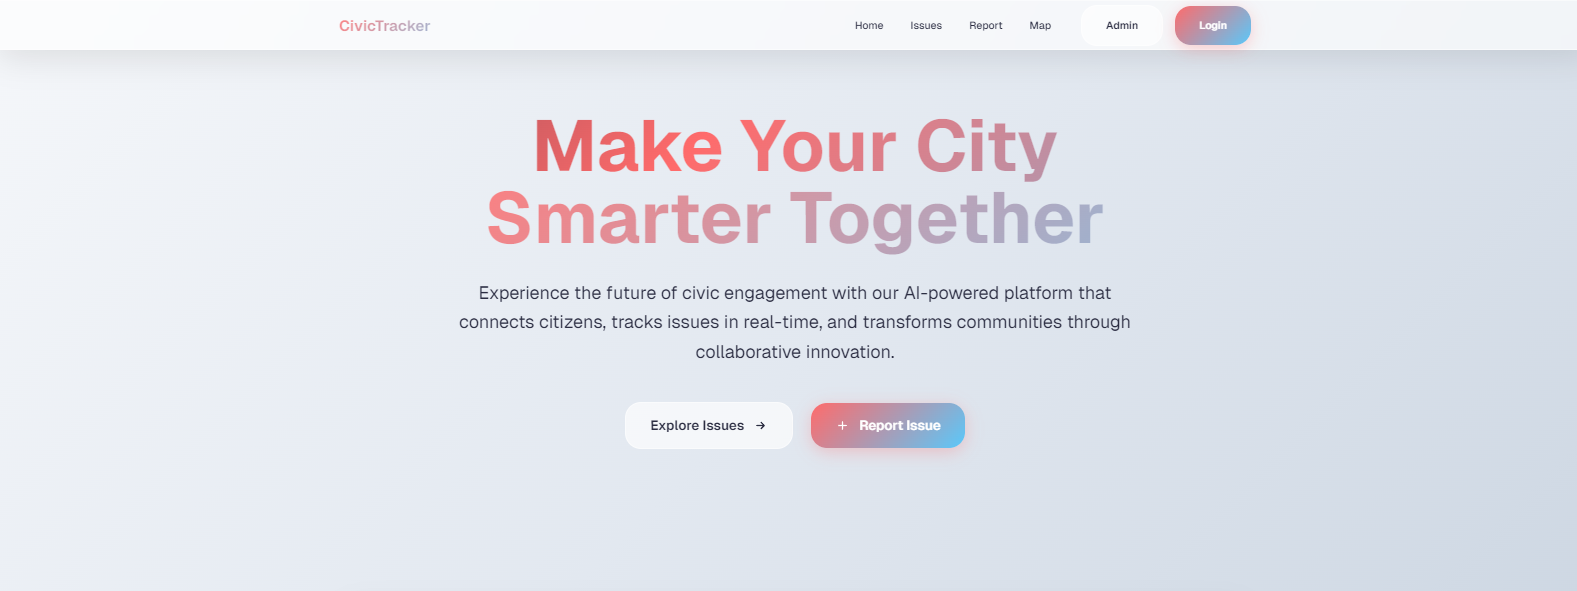 CivicTracker
Home Issues Report Map Admin Login
Make Your City
Smarter Together
Experience the future of civic engagement with our AI-powered platform that
connects citizens, tracks issues in real-time, and transforms communities through
collaborative innovation.
Explore Issues → + Report Issue